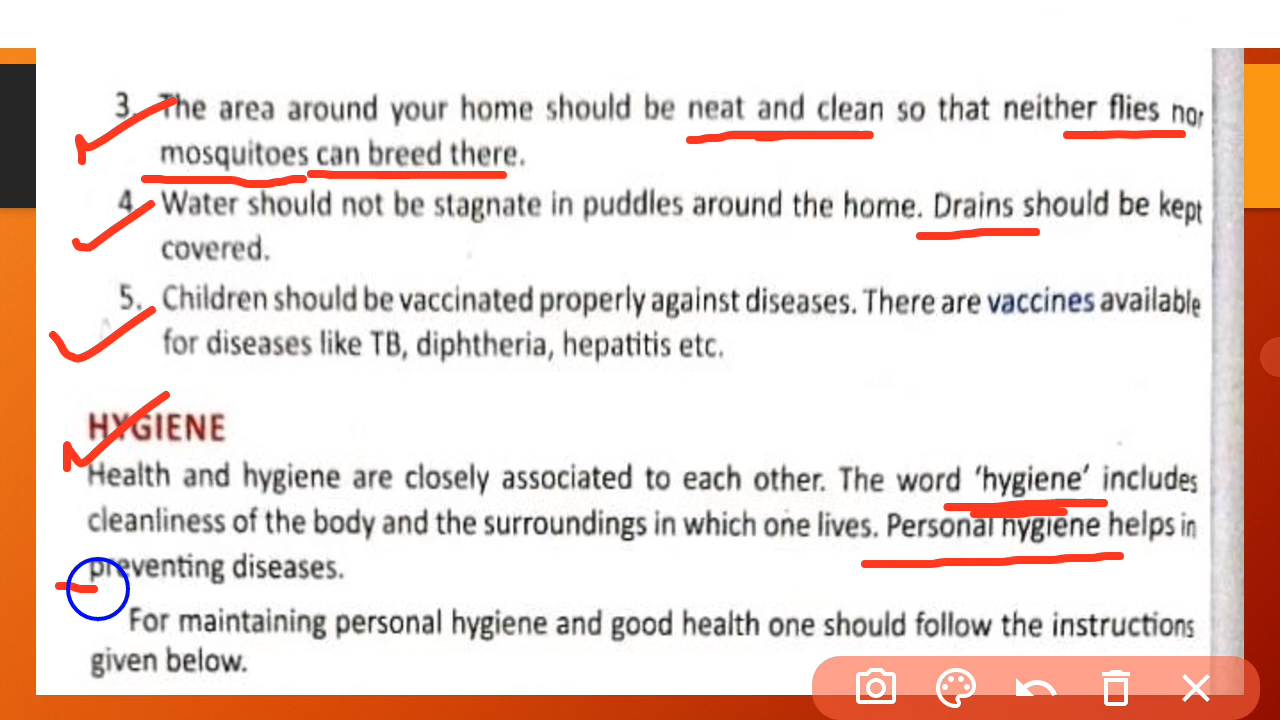 3. The area around your home should be neat and clean so that neither flies nor
mosquitoes can breed there.
4. Water should not be stagnate in puddles around the home. Drains should be kept
covered.
5. Children should be vaccinated properly against diseases. There are vaccines available
for diseases like TB, diphtheria, hepatitis etc.
HYGIENE
Health and hygiene are closely associated to each other. The word ‘hygiene’ includes
cleanliness of the body and the surroundings in which one lives. Personal hygiene helps in
preventing diseases.
For maintaining personal hygiene and good health one should follow the instructions
given below.